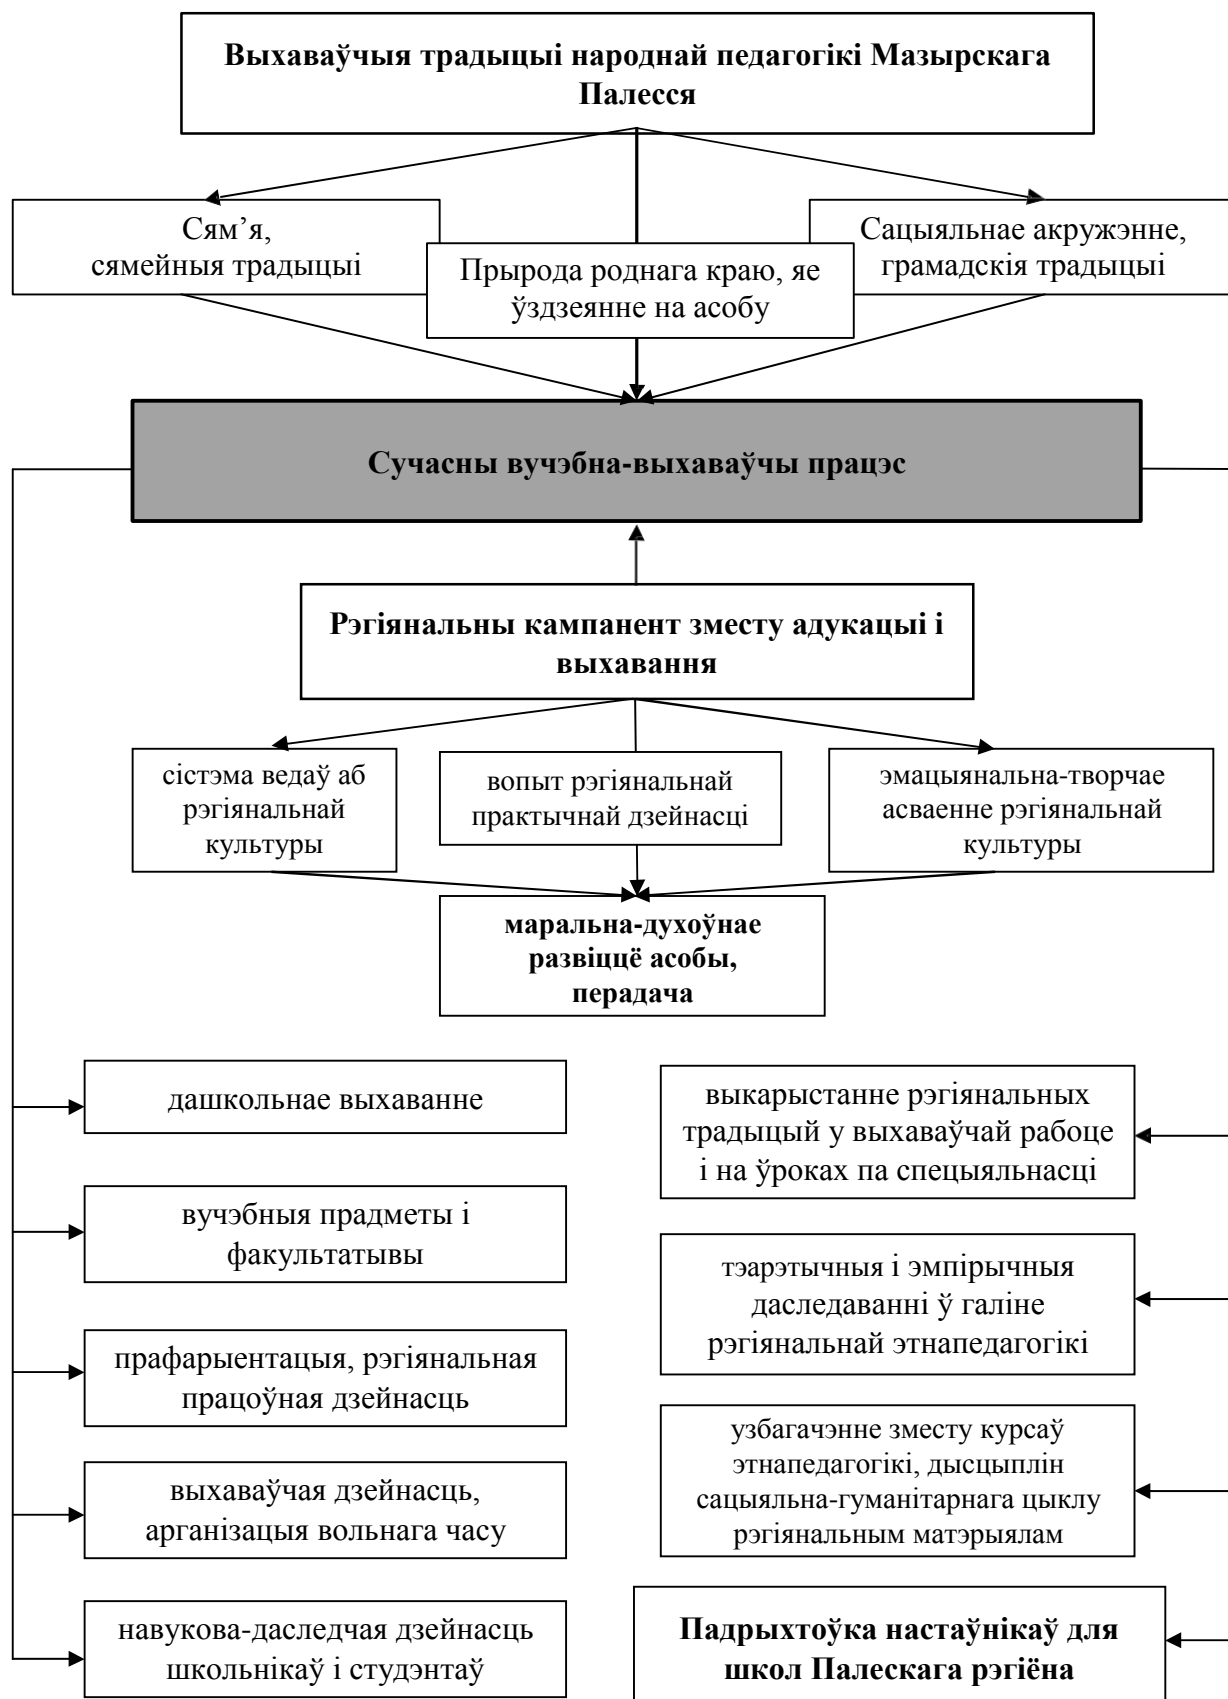 Выхаваўчыя традыцыі народнай педагогікі Мазырскага
Палесся
Сям’я,
сямейныя традыцыі
Прырода роднага краю, яе
ўздзеянне на асобу
Сацыяльнае акружэнне,
грамадскія традыцыі
Сучасны вучэбна-выхаваўчы працэс
Рэгіянальны кампанент зместу адукацыі і
выхавання
сістэма ведаў аб
рэгіянальнай
культуры
вопыт рэгіянальнай
практычнай дзейнасці
эмацыянальна-творчае
асваенне рэгіянальнай
культуры
маральна-духоўнае
развіццё асобы,
перадача
дашкольнае выхаванне
вучэбныя прадметы і
факультатывы
прафарыентацыя, рэгіянальная
працоўная дзейнасць
выхаваўчая дзейнасць,
арганізацыя вольнага часу
навукова-даследчая дзейнасць
школьнікаў і студэнтаў
выкарыстанне рэгіянальных
традыцый у выхаваўчай рабоце
і на ўроках па спецыяльнасці
тэарэтычныя і эмпірычныя
даследаванні ў галіне
рэгіянальнай этнапедагогікі
узбагачэнне зместу курсаў
этнапедагогікі, дысцыплін
сацыяльна-гуманітарнага цыклу
рэгіянальным матэрыялам
Падрыхтоўка настаўнікаў для
школ Палескага рэгіёна